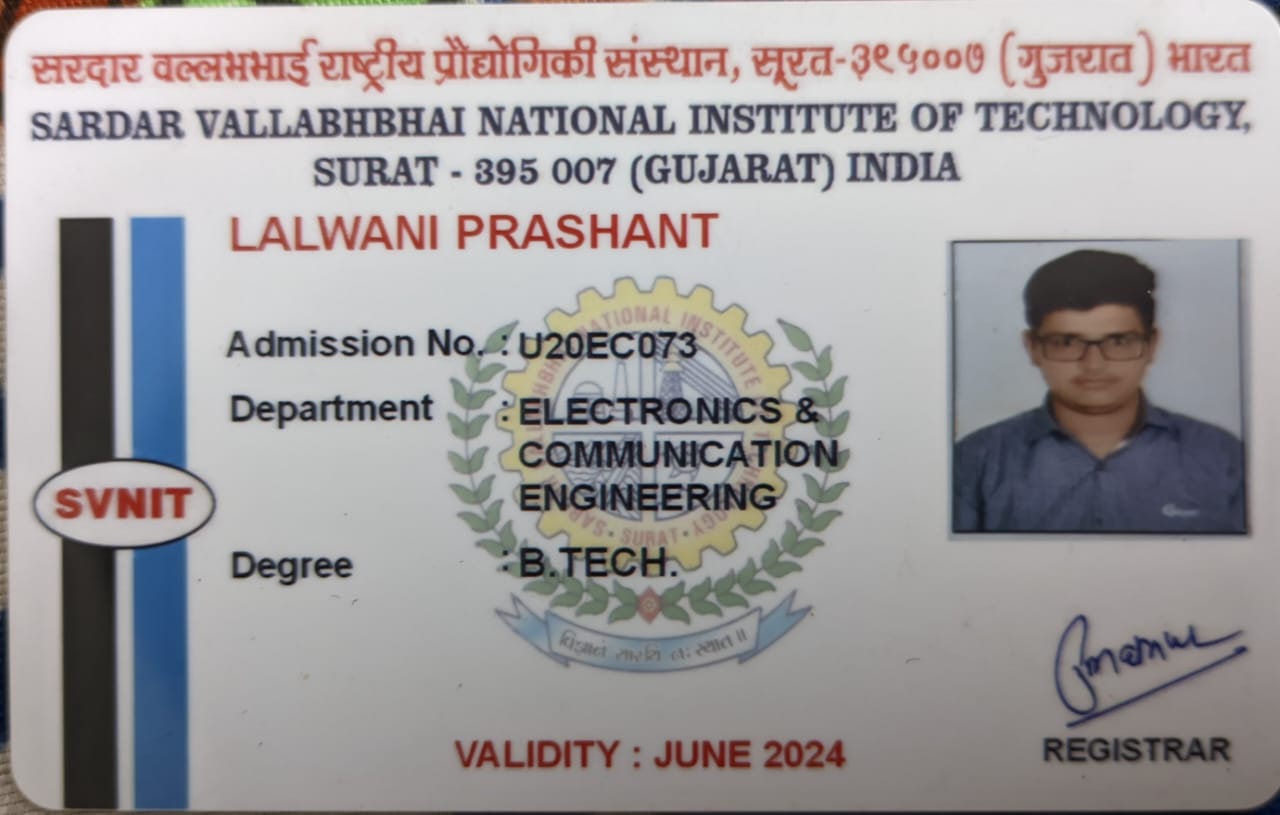 सरदार वल्लभभाई राष्ट्रीय प्रौद्योगिकी संस्थान, सूरत-३९५००७ (गुजरात) भारत
SARDAR VALLABHBHAI NATIONAL INSTITUTE OF TECHNOLOGY,
SURAT - 395 007 (GUJARAT) INDIA
LALWANI PRASHANT
Admission No. : U20EC073
Department : ELECTRONICS &
COMMUNICATION
ENGINEERING
Degree : B.TECH.
SVNIT
NATIONAL INSTITUTE
SURAT
VALIDITY : JUNE 2024
REGISTRAR